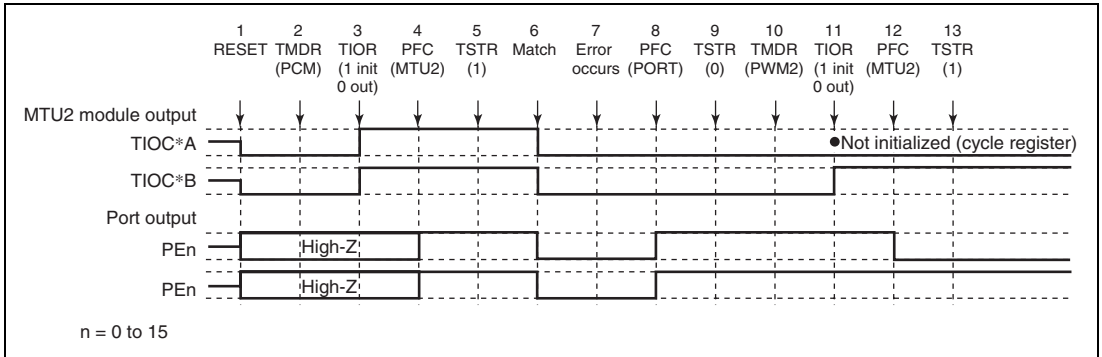 1 2 3 4 5 6 7 8 9 10 11 12 13
RESET TMDR TIOR PFC TSTR Match Error PFC TSTR TMDR TIOR PFC TSTR
(PCM) (1 init (MTU2) (1) occurs (PORT) (0) (PWM2) (1 init (MTU2) (1)
0 out) 0 out)
MTU2 module output
TIOC*A
●Not initialized (cycle register)
TIOC*B
Port output
PEn
High-Z
PEn
High-Z
n = 0 to 15